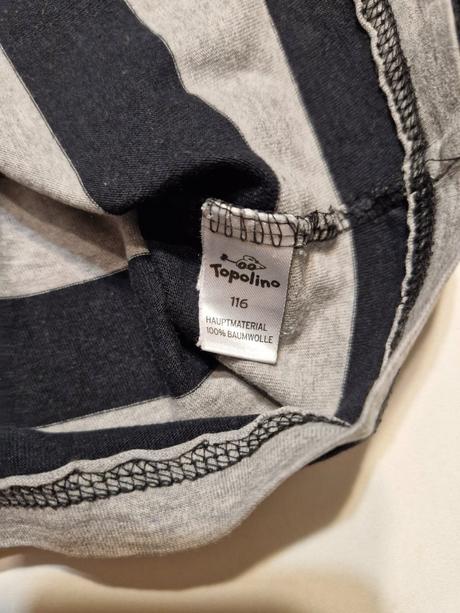 Topolino
116
HAUPTMATERIAL
100% BAUMWOLLE